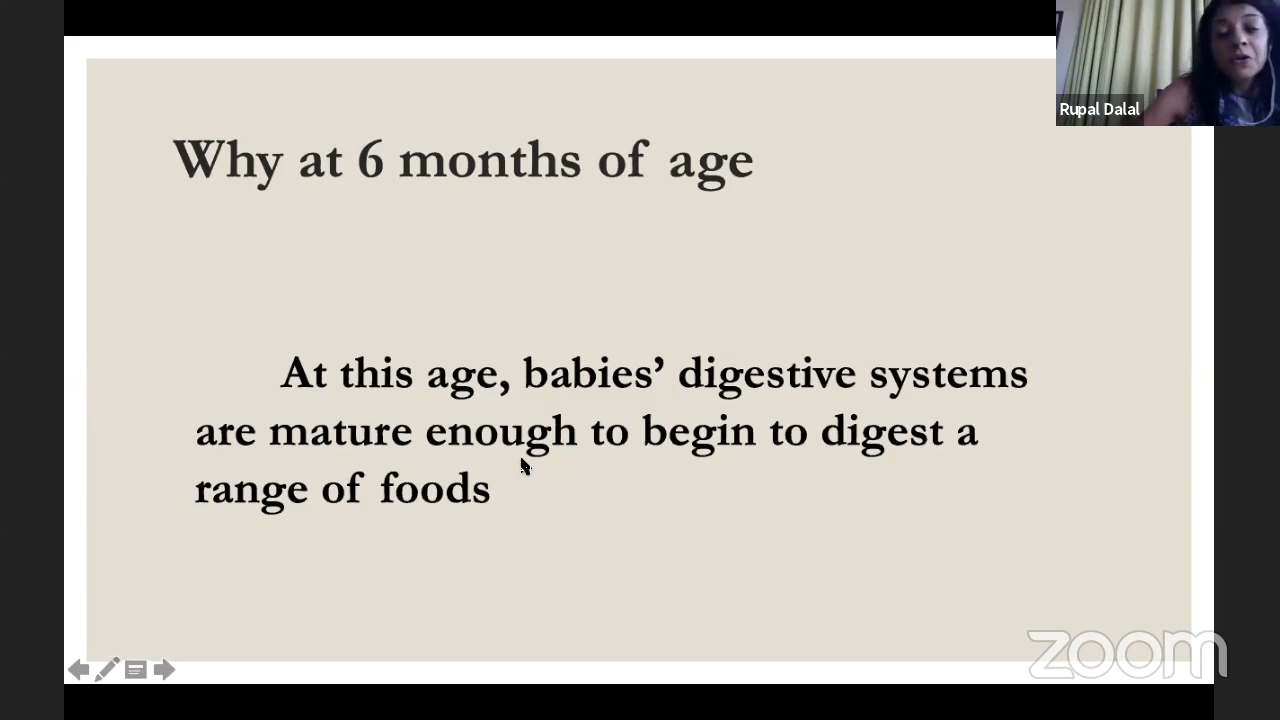 Rupal Dalal
Why at 6 months of age
At this age, babies’ digestive systems
are mature enough to begin to digest a
range of foods
zoom